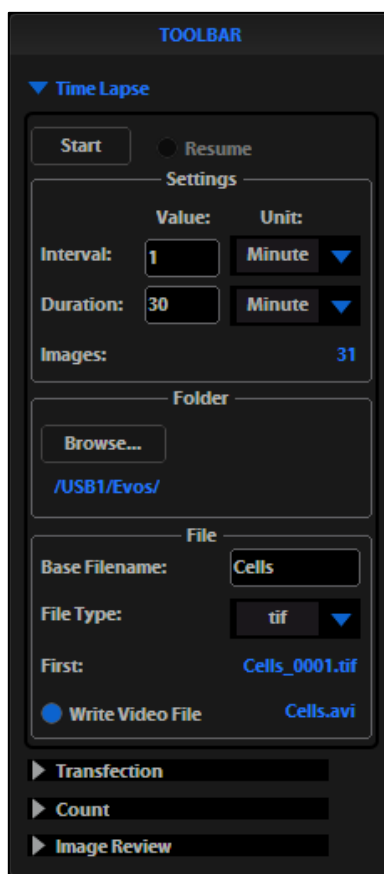 TOOLBAR
Time Lapse
Start Resume
Settings
Value: Unit:
Interval: 1 Minute
Duration: 30 Minute
Images: 31
Folder
Browse...
/USB1/Evos/
File
Base Filename: Cells
File Type: tif
First: Cells_0001.tif
Write Video File Cells.avi
Transfection
Count
Image Review